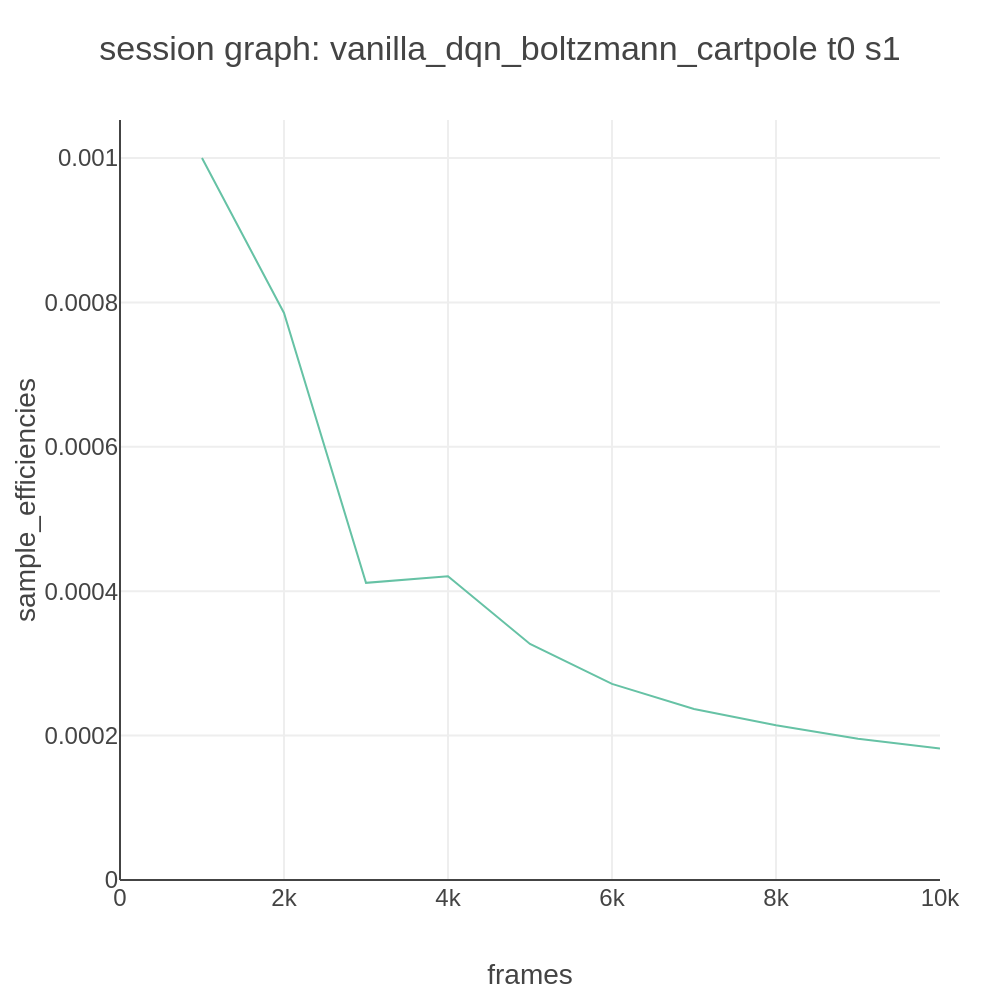 session graph: vanilla_dqn_boltzmann_cartpole t0 s1
sample_efficiencies
0.001
0.0008
0.0006
0.0004
0.0002
0
0 2k 4k 6k 8k 10k
frames